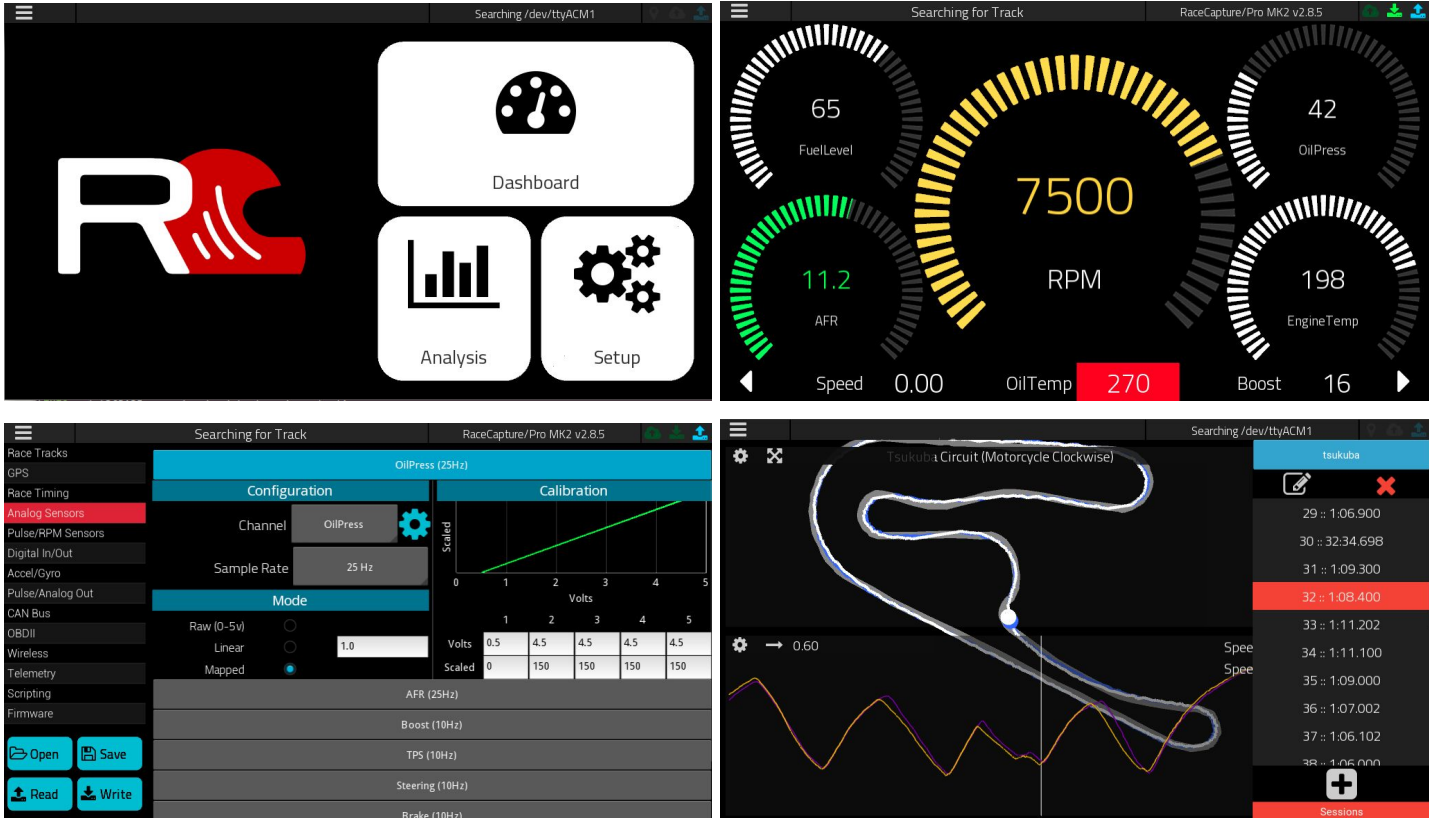 Searching /dev/ttyACM1
RC
Dashboard
Analysis
Setup
Searching for Track
RaceCapture/Pro MK2 v2.8.5
65
FuelLevel
42
OilPress
7500
RPM
11.2
AFR
198
EngineTemp
Speed 0.00 OilTemp 270 Boost 16
Searching for Track
RaceCapture/Pro MK2 v2.8.5
Race Tracks
GPS
Race Timing
Analog Sensors
Pulse/RPM Sensors
Digital In/Out
Accel/Gyro
Pulse/Analog Out
CAN Bus
OBDII
Wireless
Telemetry
Scripting
Firmware
Open Save
Read Write
OilPress (25Hz)
Configuration
Channel OilPress
Sample Rate 25 Hz
Mode
Raw (0-5v)
Linear 1.0
Mapped
Calibration
Scaled
0 1 2 3 4 5
Volts
1 2 3 4 5
Volts 0.5 4.5 4.5 4.5 4.5
Scaled 0 150 150 150 150
AFR (25Hz)
Boost (10Hz)
TPS (10Hz)
Steering (10Hz)
Brake (10Hz)
Searching /dev/ttyACM1
Tsukuba Circuit (Motorcycle Clockwise)
0.60
Spee
Spee
tsukuba
29 :: 1:06.900
30 :: 32:34.698
31 :: 1:09.300
32 :: 1:08.400
33 :: 1:11.202
34 :: 1:11.100
35 :: 1:09.000
36 :: 1:07.002
37 :: 1:06.102
38 :: 1:06.000
Sessions